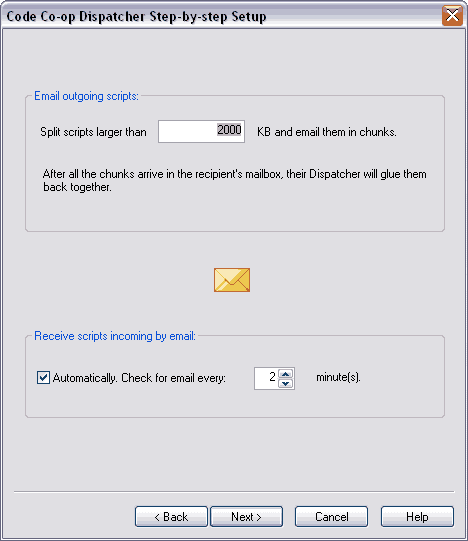 Code Co-op Dispatcher Step-by-step Setup
Email outgoing scripts:
Split scripts larger than 2000 KB and email them in chunks.
After all the chunks arrive in the recipient's mailbox, their Dispatcher will glue them
back together.
Receive scripts incoming by email:
Automatically. Check for email every: 2 minute(s).
< Back Next > Cancel Help